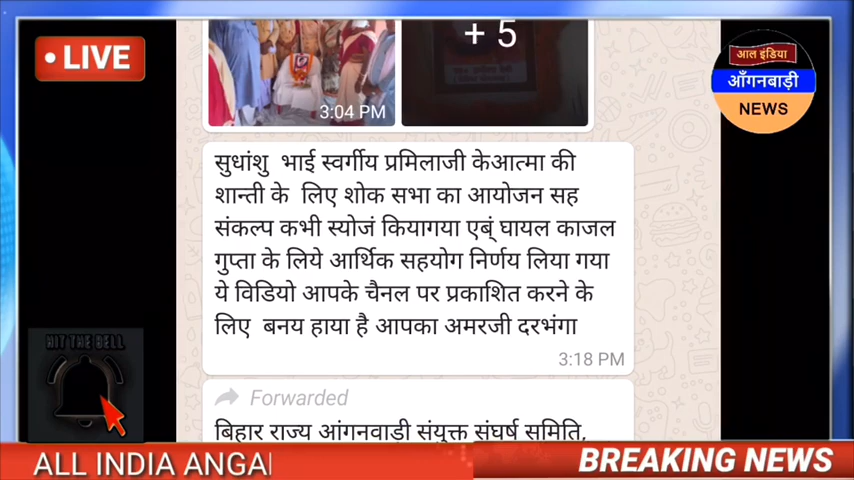 LIVE
+ 5
3:04 PM
आल इंडिया
आँगनबाड़ी
NEWS
सुधांशु भाई स्वर्गीय प्रमिलाजी केआत्मा की
शान्ती के लिए शोक सभा का आयोजन सह
संकल्प कभी स्योजं कियागया एब्ं घायल काजल
गुप्ता के लिये आर्थिक सहयोग निर्णय लिया गया
ये विडियो आपके चैनल पर प्रकाशित करने के
लिए बनय हाया है आपका अमरजी दरभंगा
3:18 PM
HIT THE BELL
Forwarded
बिहार राज्य आंगनवाड़ी संयुक्त संघर्ष समिति,
ALL INDIA ANGA
BREAKING NEWS